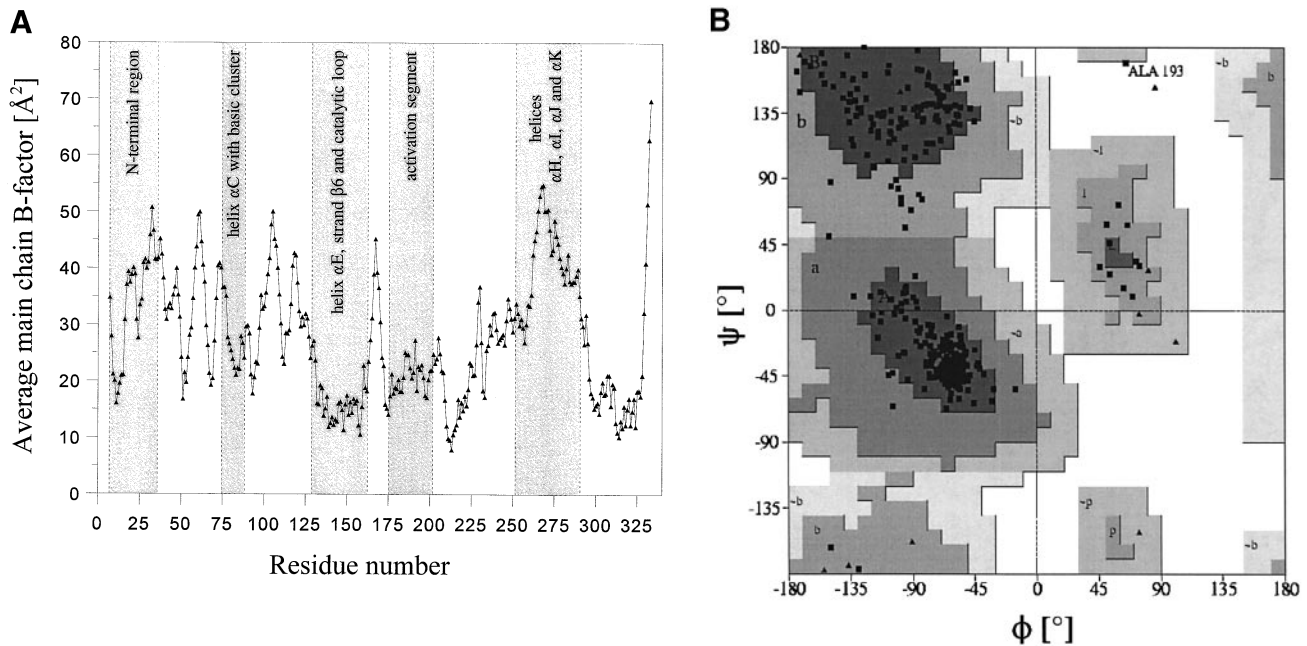 A
Average main chain B-factor [Å²]
80
70
60
50
40
30
20
10
0
N-terminal region
helix αC with basic cluster
helix αE, strand β6 and catalytic loop
activation segment
helices
αH, αI, αJ and αK
0 25 50 75 100 125 150 175 200 225 250 275 300 325
Residue number
B
ψ [°]
180
135
90
45
0
-45
-90
-135
B
b
a
A
~b
~b
~b
b
ALA 193
~l
l
L
~b
b
~p
p
~b
-180 -135 -90 -45 0 45 90 135 180
ϕ [°]